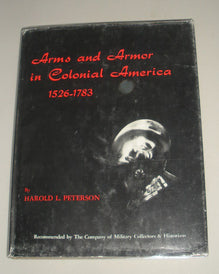 Arms and Armor
in Colonial America
1526-1783
By
HAROLD L. PETERSON
Recommended by The Company of Military Collectors & Historians